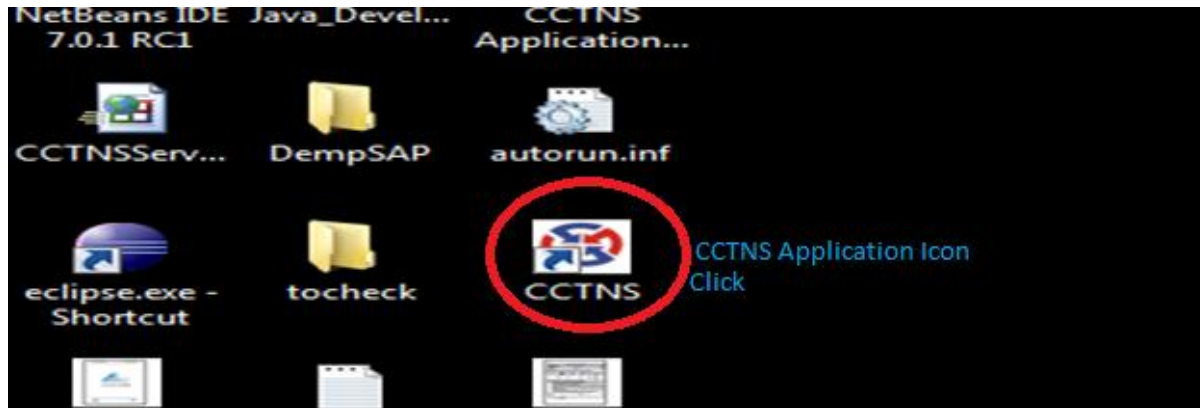 NetBeans IDE
7.0.1 RC1
Java_Devel...
CCTNS
Application...
CCTNSServ...
DempSAP
autorun.inf
eclipse.exe -
Shortcut
tocheck
CCTNS
CCTNS Application Icon
Click